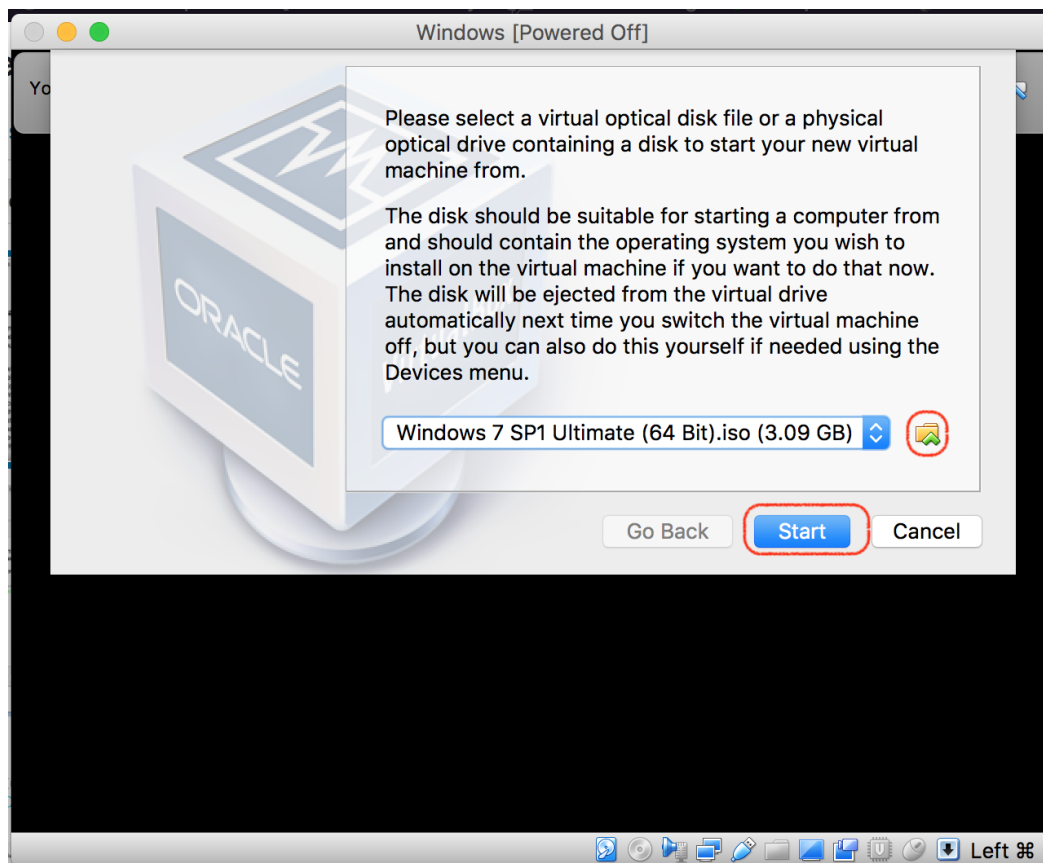 Windows [Powered Off]
Yo
Please select a virtual optical disk file or a physical
optical drive containing a disk to start your new virtual
machine from.
The disk should be suitable for starting a computer from
and should contain the operating system you wish to
install on the virtual machine if you want to do that now.
The disk will be ejected from the virtual drive
automatically next time you switch the virtual machine
off, but you can also do this yourself if needed using the
Devices menu.
ORACLE
Windows 7 SP1 Ultimate (64 Bit).iso (3.09 GB)
Go Back
Start
Cancel
Left ⌘